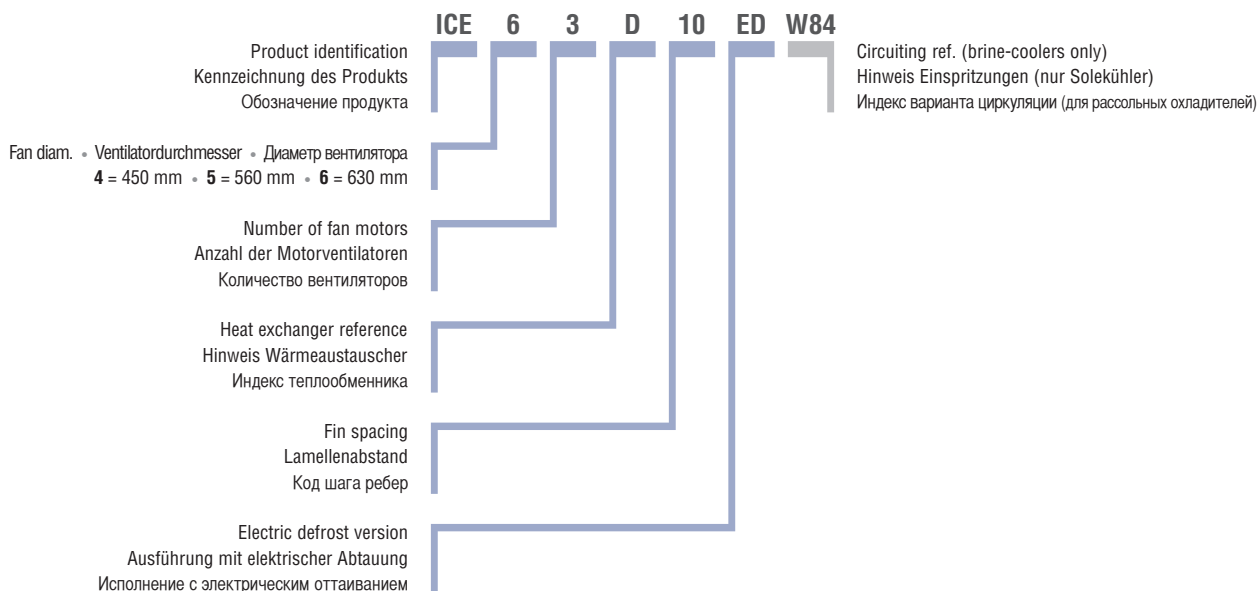 ICE 6 3 D 10 ED W84
Product identification
Kennzeichnung des Produkts
Обозначение продукта
Circuiting ref. (brine-coolers only)
Hinweis Einspritzungen (nur Solekühler)
Индекс варианта циркуляции (для рассольных охладителей)
Fan diam. • Ventilatordurchmesser • Диаметр вентилятора
4 = 450 mm • 5 = 560 mm • 6 = 630 mm
Number of fan motors
Anzahl der Motorventilatoren
Количество вентиляторов
Heat exchanger reference
Hinweis Wärmeaustauscher
Индекс теплообменника
Fin spacing
Lamellenabstand
Код шага ребер
Electric defrost version
Ausführung mit elektrischer Abtauung
Исполнение с электрическим оттаиванием